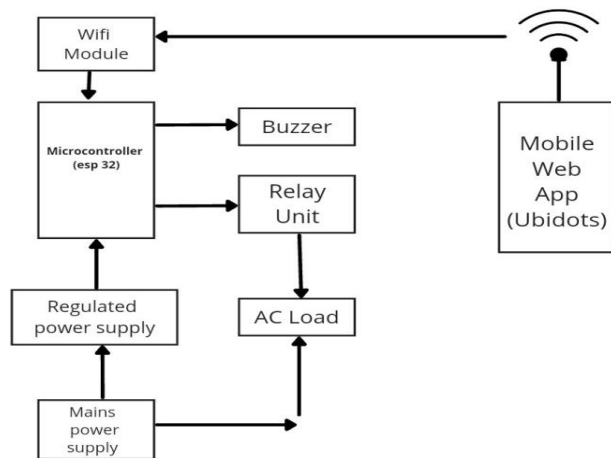 Wifi
Module
Microcontroller
(esp 32)
Buzzer
Relay
Unit
Mobile
Web
App
(Ubidots)
Regulated
power supply
AC Load
Mains
power
supply